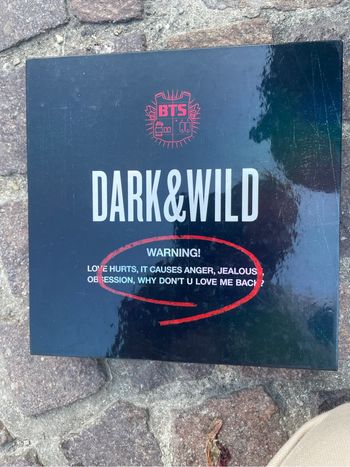 BTS
DARK&WILD
WARNING!
LOVE HURTS, IT CAUSES ANGER, JEALOUSY,
OBSESSION, WHY DON'T U LOVE ME BACK?